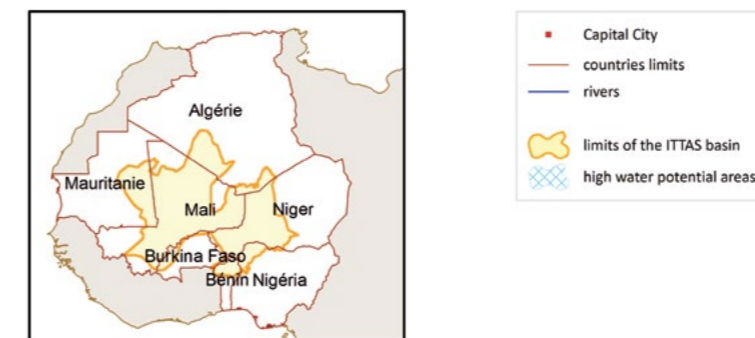 Algérie
Mauritanie
Mali
Niger
Burkina Faso
Bénin Nigéria
Capital City
countries limits
rivers
limits of the ITTAS basin
high water potential areas